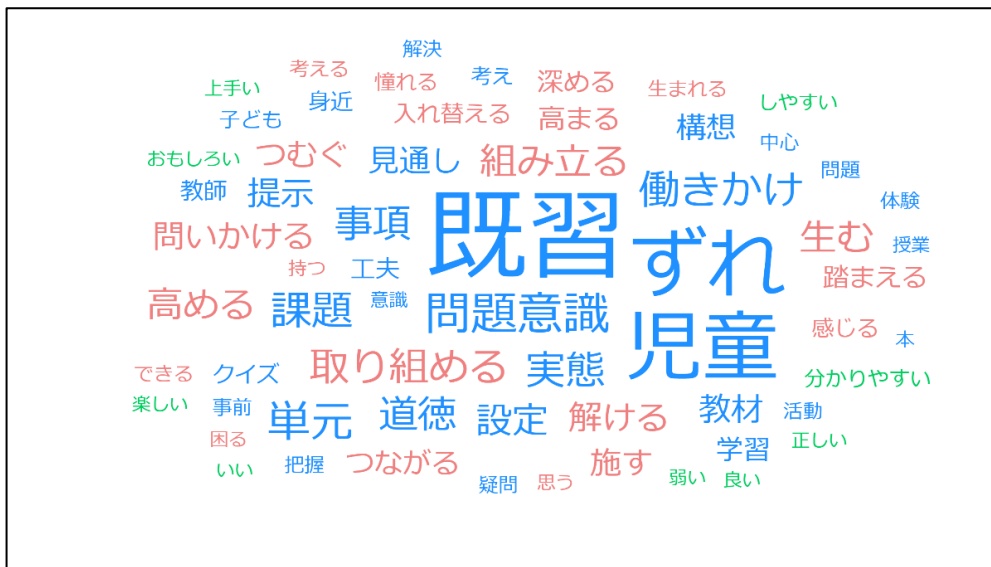 解決
考える
憧れる
考え
深める
生まれる
上手い
身近
入れ替える
高まる
しやすい
子ども
構想
中心
おもしろい
つむぐ
見通し
組み立る
問題
教師
提示
働きかけ
体験
問いかける
事項
既習
ずれ
生む
授業
持つ
工夫
踏まえる
高める
課題
意識
問題意識
児童
感じる
本
できる
クイズ
取り組める
実態
分かりやすい
楽しい
事前
単元
道徳
設定
解ける
教材
活動
困る
学習
正しい
いい
把握
つながる
疑問
思う
施す
弱い
良い